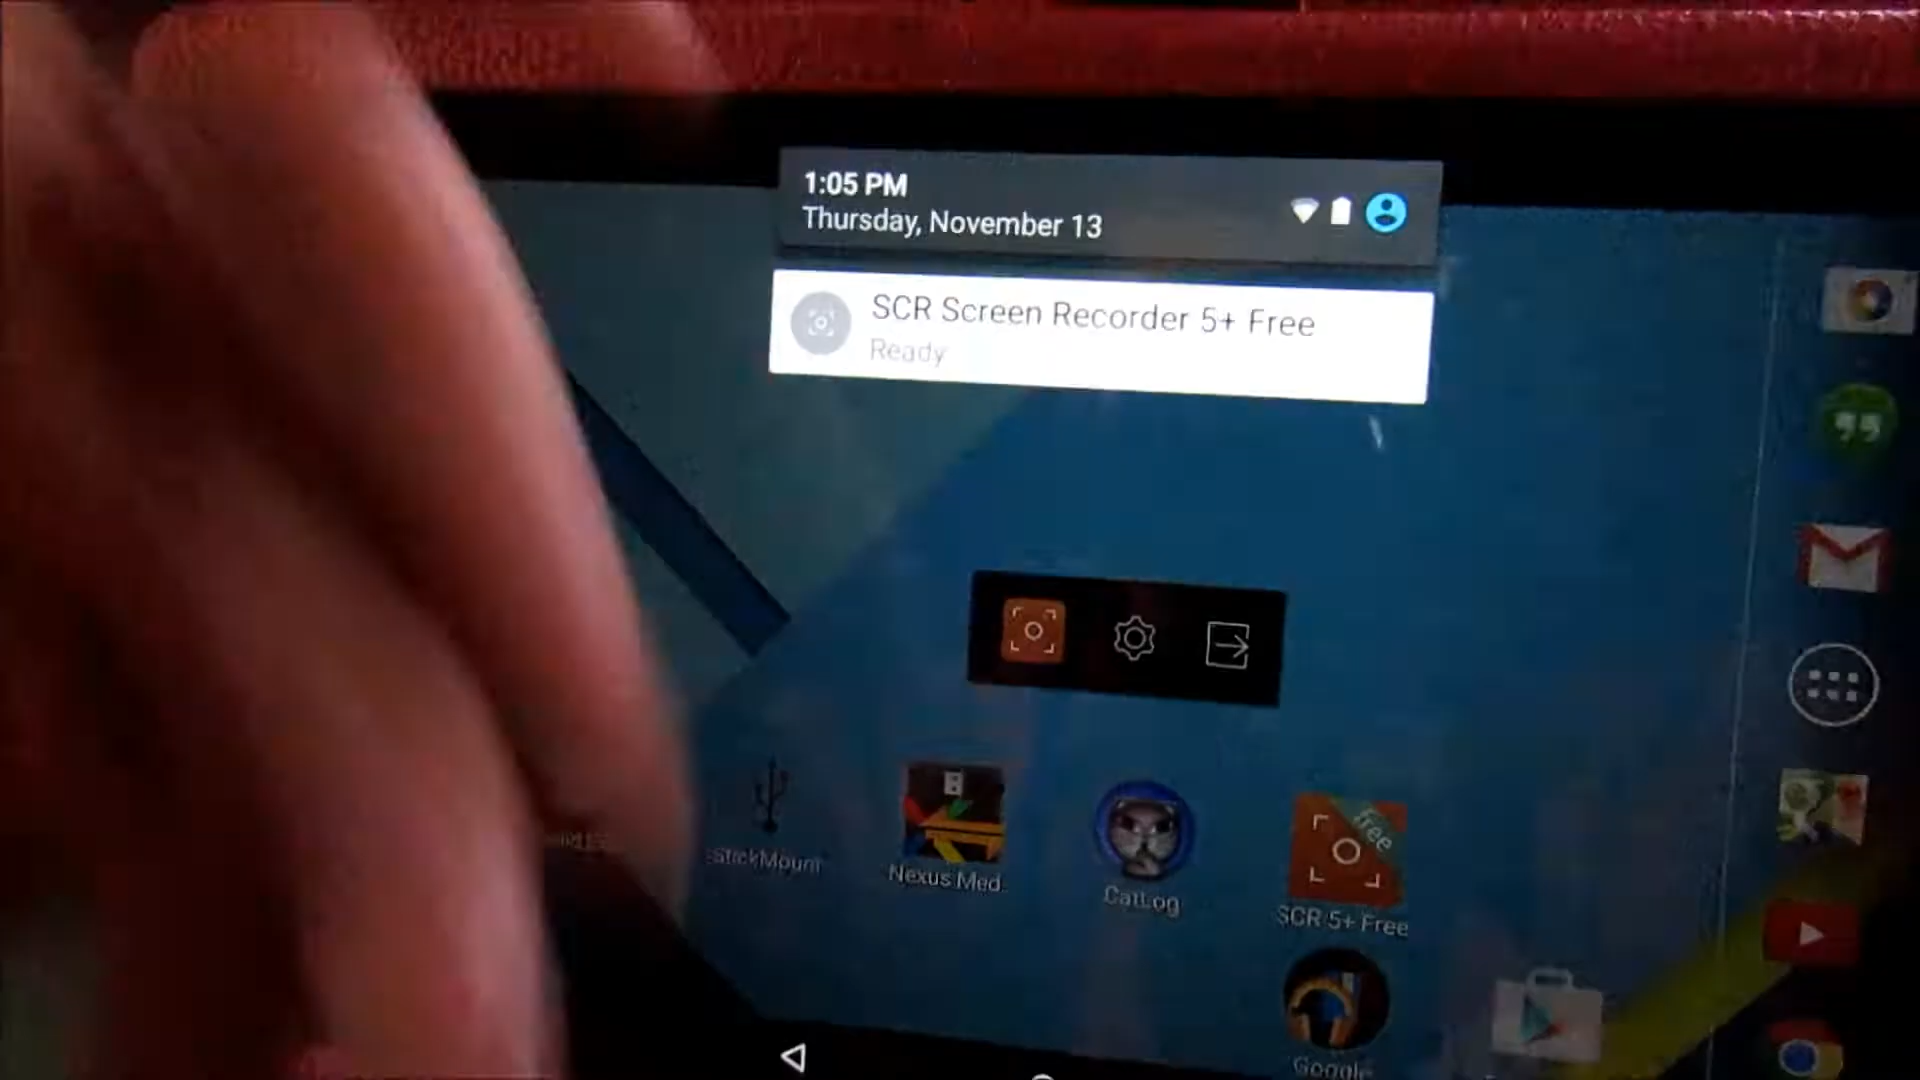 1:05 PM
Thursday, November 13
SCR Screen Recorder 5+ Free
Ready
StickMount
Nexus Med..
CatLog
free
SCR 5+ Free
Google